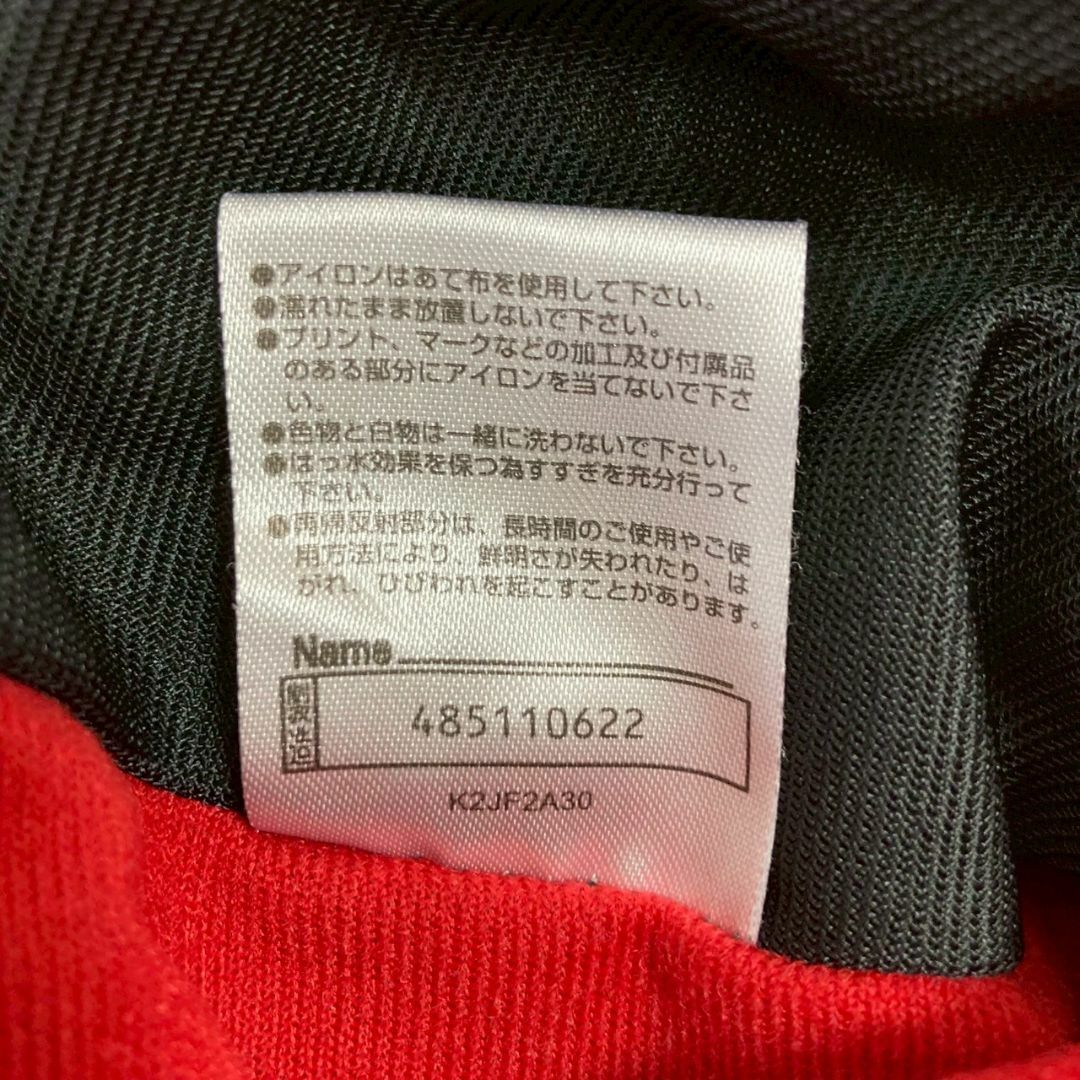 ●アイロンはあて布を使用して下さい。
●濡れたまま放置しないで下さい。
●プリント、マークなどの加工及び付属品
のある部分にアイロンを当てないで下さ
い。
●色物と白物は一緒に洗わないで下さい。
●はっ水効果を保つ為すすぎを充分行って
下さい。
●再帰反射部分は、長時間のご使用やご使
用方法により、鮮明さが失われたり、は
がれ、ひびわれを起こすことがあります。
Name
製造
485110622
K2JF2A30